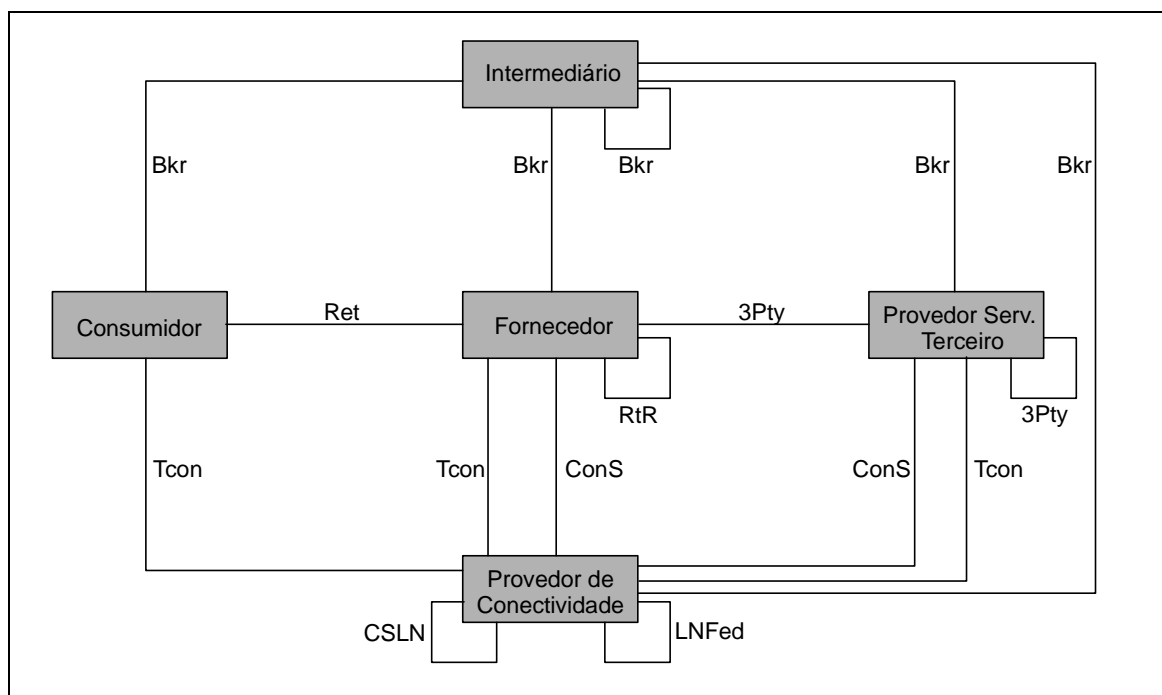 Intermediário
Bkr
Bkr
Bkr
Bkr
Bkr
Consumidor
Ret
Fornecedor
3Pty
Provedor Serv.
Terceiro
RtR
3Pty
Tcon
Tcon
ConS
ConS
Tcon
Provedor de
Conectividade
CSLN
LNFed